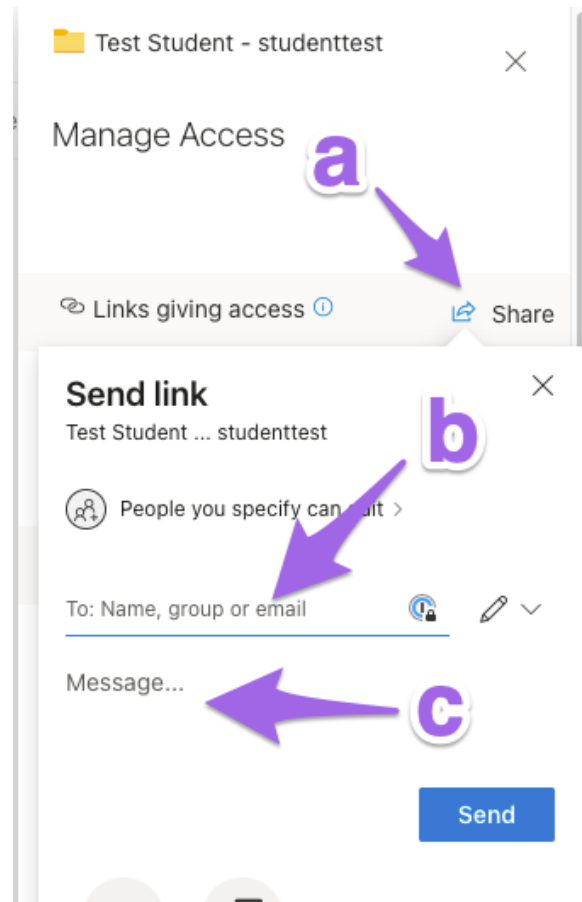 Test Student - studenttest
Manage Access
a
Links giving access
Share
Send link
Test Student ... studenttest
b
People you specify can edit >
To: Name, group or email
Message...
c
Send